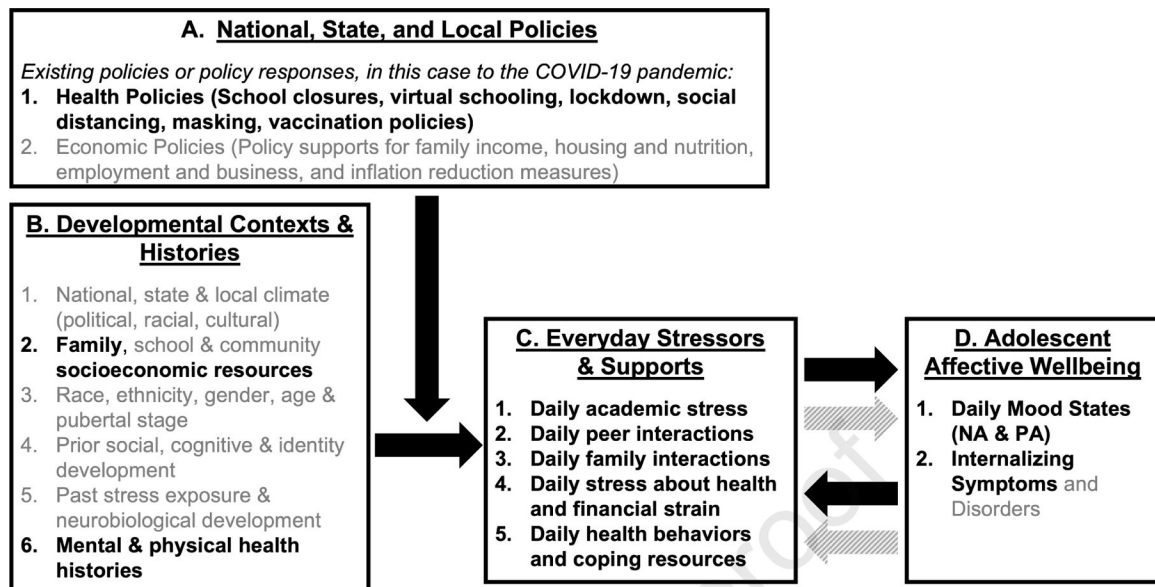 A. National, State, and Local Policies
Existing policies or policy responses, in this case to the COVID-19 pandemic:
1. Health Policies (School closures, virtual schooling, lockdown, social
distancing, masking, vaccination policies)
2. Economic Policies (Policy supports for family income, housing and nutrition,
employment and business, and inflation reduction measures)
B. Developmental Contexts &
Histories
1. National, state & local climate
(political, racial, cultural)
2. Family, school & community
socioeconomic resources
3. Race, ethnicity, gender, age &
pubertal stage
4. Prior social, cognitive & identity
development
5. Past stress exposure &
neurobiological development
6. Mental & physical health
histories
C. Everyday Stressors
& Supports
1. Daily academic stress
2. Daily peer interactions
3. Daily family interactions
4. Daily stress about health
and financial strain
5. Daily health behaviors
and coping resources
D. Adolescent
Affective Wellbeing
1. Daily Mood States
(NA & PA)
2. Internalizing
Symptoms and
Disorders
proof